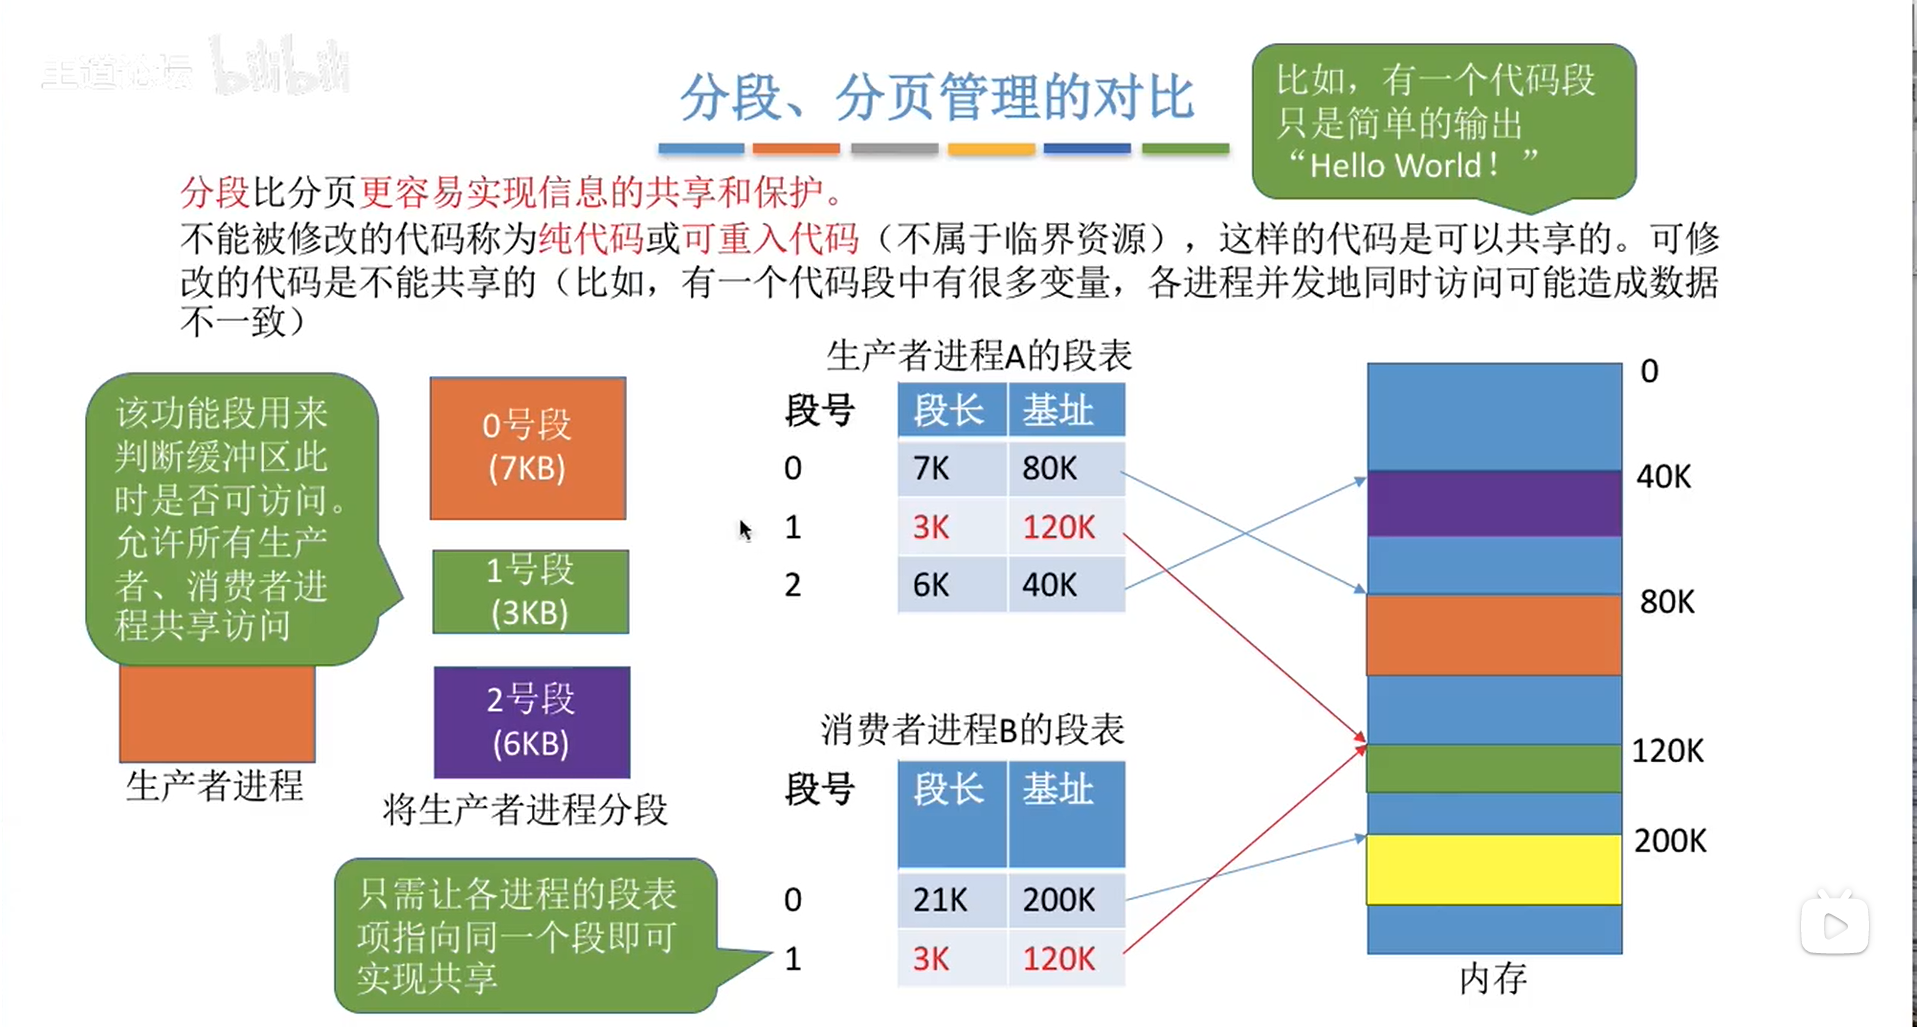 王道论坛 bilibili
分段、分页管理的对比
比如，有一个代码段
只是简单的输出
“Hello World！”
分段比分页更容易实现信息的共享和保护。
不能被修改的代码称为纯代码或可重入代码（不属于临界资源），这样的代码是可以共享的。可修
改的代码是不能共享的（比如，有一个代码段中有很多变量，各进程并发地同时访问可能造成数据
不一致）
该功能段用来
判断缓冲区此
时是否可访问。
允许所有生产
者、消费者进
程共享访问
生产者进程
0号段
(7KB)
1号段
(3KB)
2号段
(6KB)
将生产者进程分段
生产者进程A的段表
段号 段长 基址
0 7K 80K
1 3K 120K
2 6K 40K
消费者进程B的段表
段号 段长 基址
0 21K 200K
1 3K 120K
只需让各进程的段表
项指向同一个段即可
实现共享
0
40K
80K
120K
200K
内存